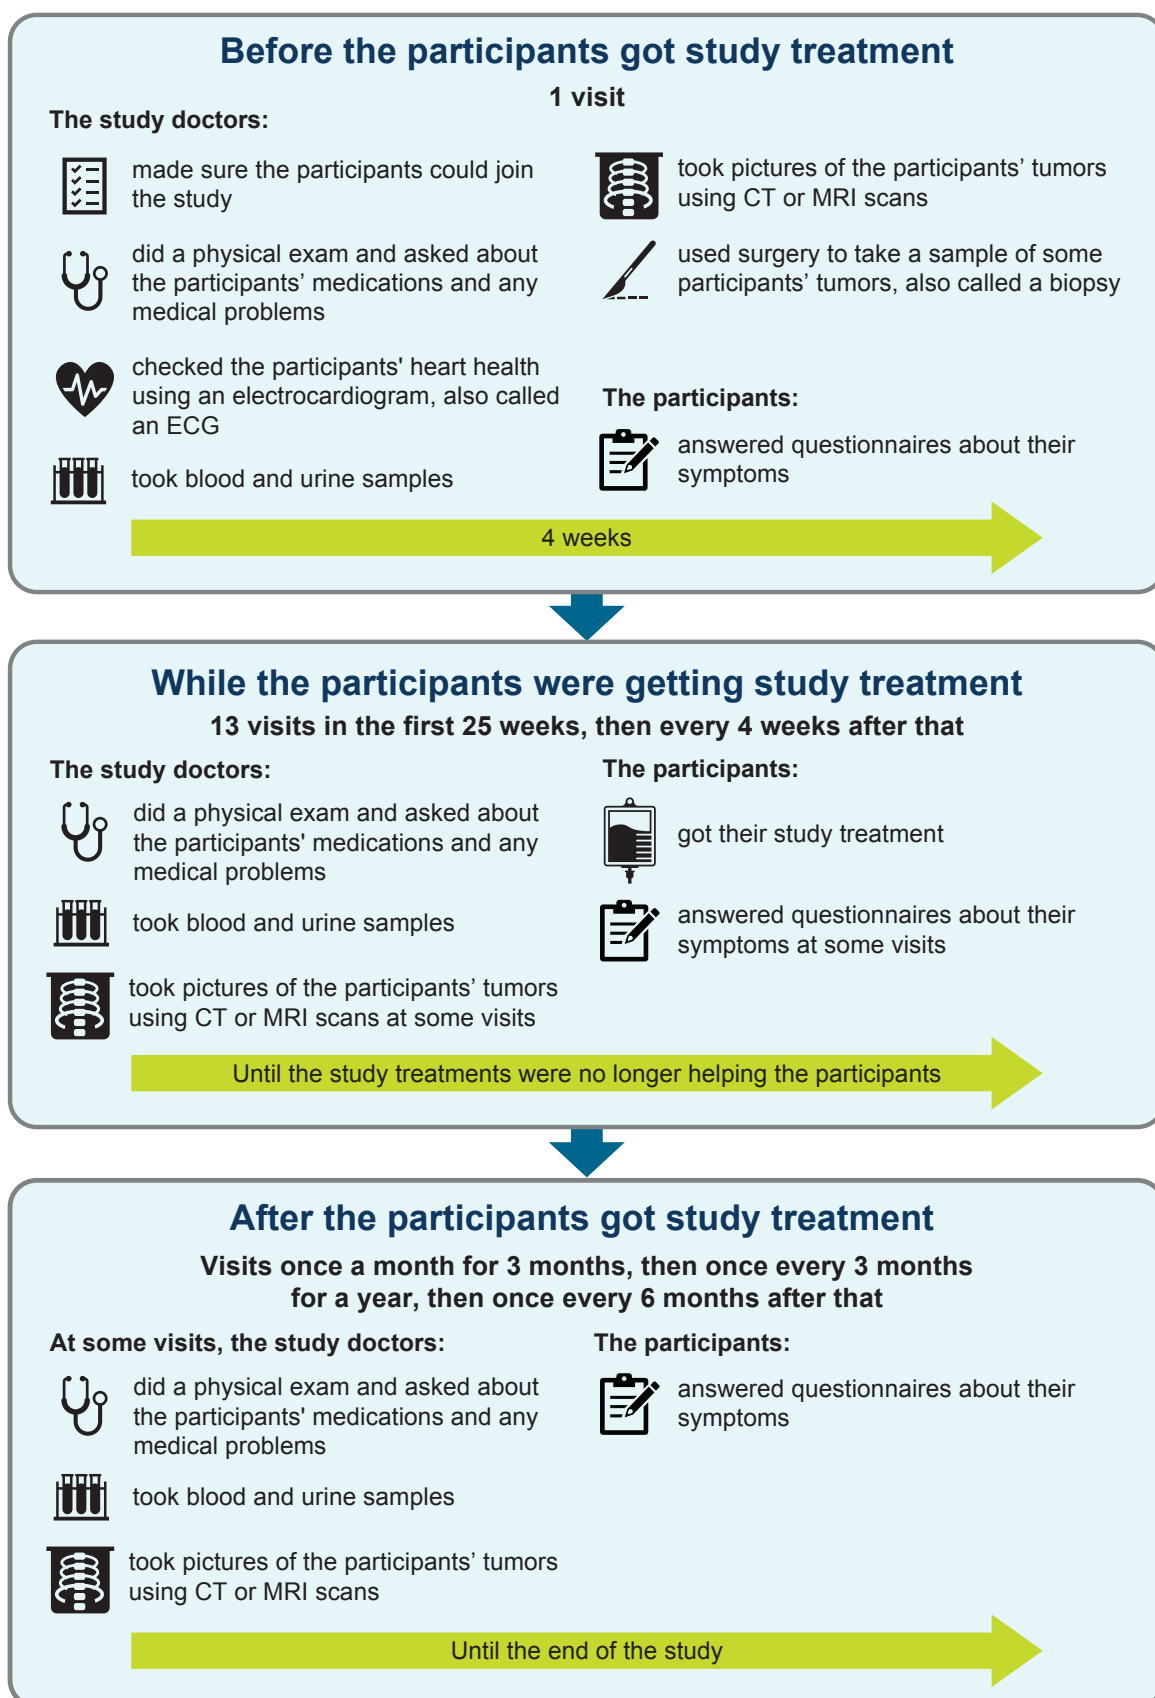 Before the participants got study treatment
1 visit
The study doctors:
made sure the participants could join
the study
did a physical exam and asked about
the participants’ medications and any
medical problems
checked the participants' heart health
using an electrocardiogram, also called
an ECG
took blood and urine samples
took pictures of the participants’ tumors
using CT or MRI scans
used surgery to take a sample of some
participants’ tumors, also called a biopsy
The participants:
answered questionnaires about their
symptoms
4 weeks
While the participants were getting study treatment
13 visits in the first 25 weeks, then every 4 weeks after that
The study doctors:
did a physical exam and asked about
the participants' medications and any
medical problems
took blood and urine samples
took pictures of the participants’ tumors
using CT or MRI scans at some visits
The participants:
got their study treatment
answered questionnaires about their
symptoms at some visits
Until the study treatments were no longer helping the participants
After the participants got study treatment
Visits once a month for 3 months, then once every 3 months
for a year, then once every 6 months after that
At some visits, the study doctors:
did a physical exam and asked about
the participants' medications and any
medical problems
took blood and urine samples
took pictures of the participants’ tumors
using CT or MRI scans
The participants:
answered questionnaires about their
symptoms
Until the end of the study